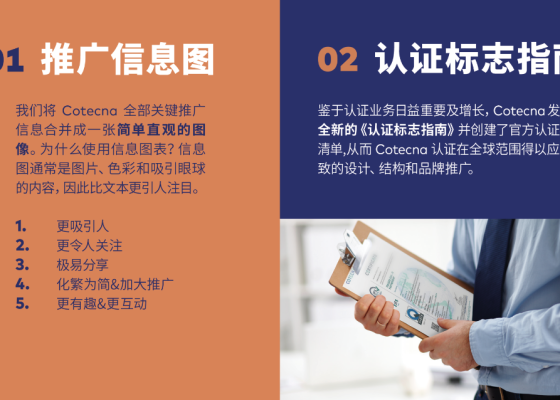 01 推广信息图
我们将 Cotecna 全部关键推广
信息合并成一张简单直观的图
像。为什么使用信息图表？信息
图通常是图片、色彩和吸引眼球
的内容，因此比文本更引人注目。
1. 更吸引人
2. 更令人关注
3. 极易分享
4. 化繁为简&加大推广
5. 更有趣&更互动
02 认证标志指南
鉴于认证业务日益重要及增长，Cotecna发
全新的《认证标志指南》并创建了官方认证
清单,从而 Cotecna 认证在全球范围得以应
致的设计、结构和品牌推广。